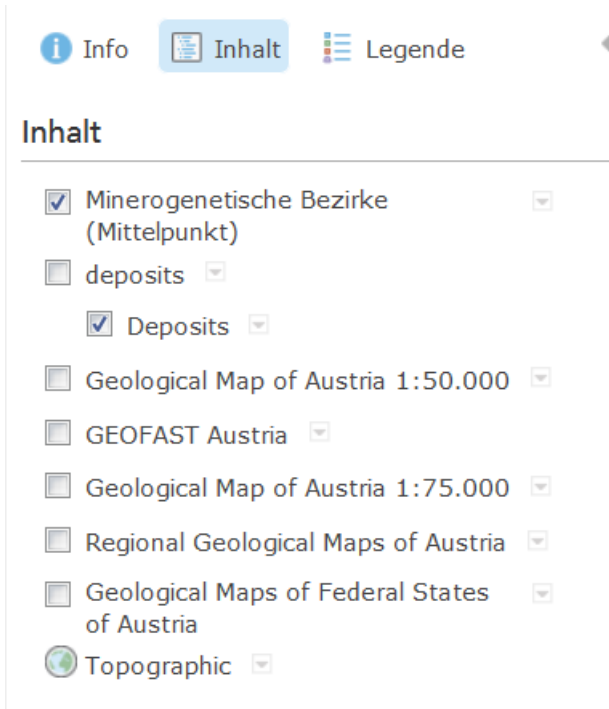 Info Inhalt Legende
Inhalt
Minerogenetische Bezirke
(Mittelpunkt)
deposits
Deposits
Geological Map of Austria 1:50.000
GEOFAST Austria
Geological Map of Austria 1:75.000
Regional Geological Maps of Austria
Geological Maps of Federal States
of Austria
Topographic